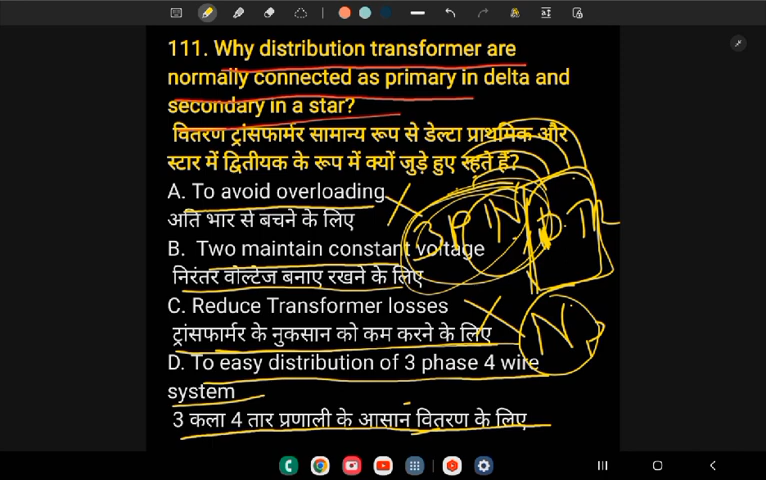 111. Why distribution transformer are
normally connected as primary in delta and
secondary in a star?
वितरण ट्रांसफार्मर सामान्य रूप से डेल्टा प्राथमिक और
स्टार में द्वितीयक के रूप में क्यों जुड़े हुए रहते हैं?
A. To avoid overloading
अति भार से बचने के लिए
3P N D T
B. Two maintain constant voltage
निरंतर वोल्टेज बनाए रखने के लिए
C. Reduce Transformer losses
N
ट्रांसफार्मर के नुकसान को कम करने के लिए
D. To easy distribution of 3 phase 4 wire
system
3 कला 4 तार प्रणाली के आसान वितरण के लिए